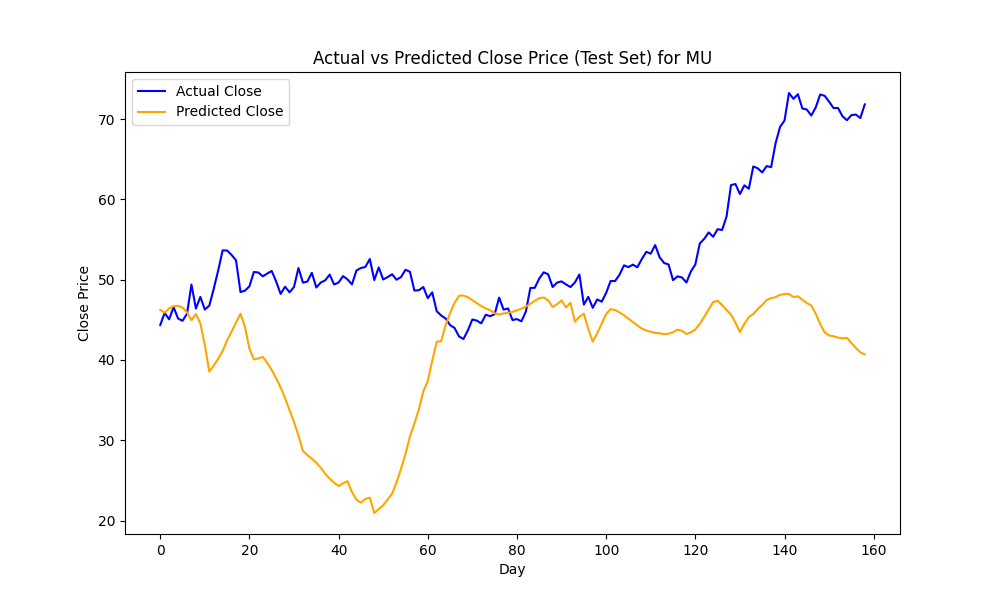 Actual vs Predicted Close Price (Test Set) for MU
Actual Close
Predicted Close
Close Price
70
60
50
40
30
20
0 20 40 60 80 100 120 140 160
Day